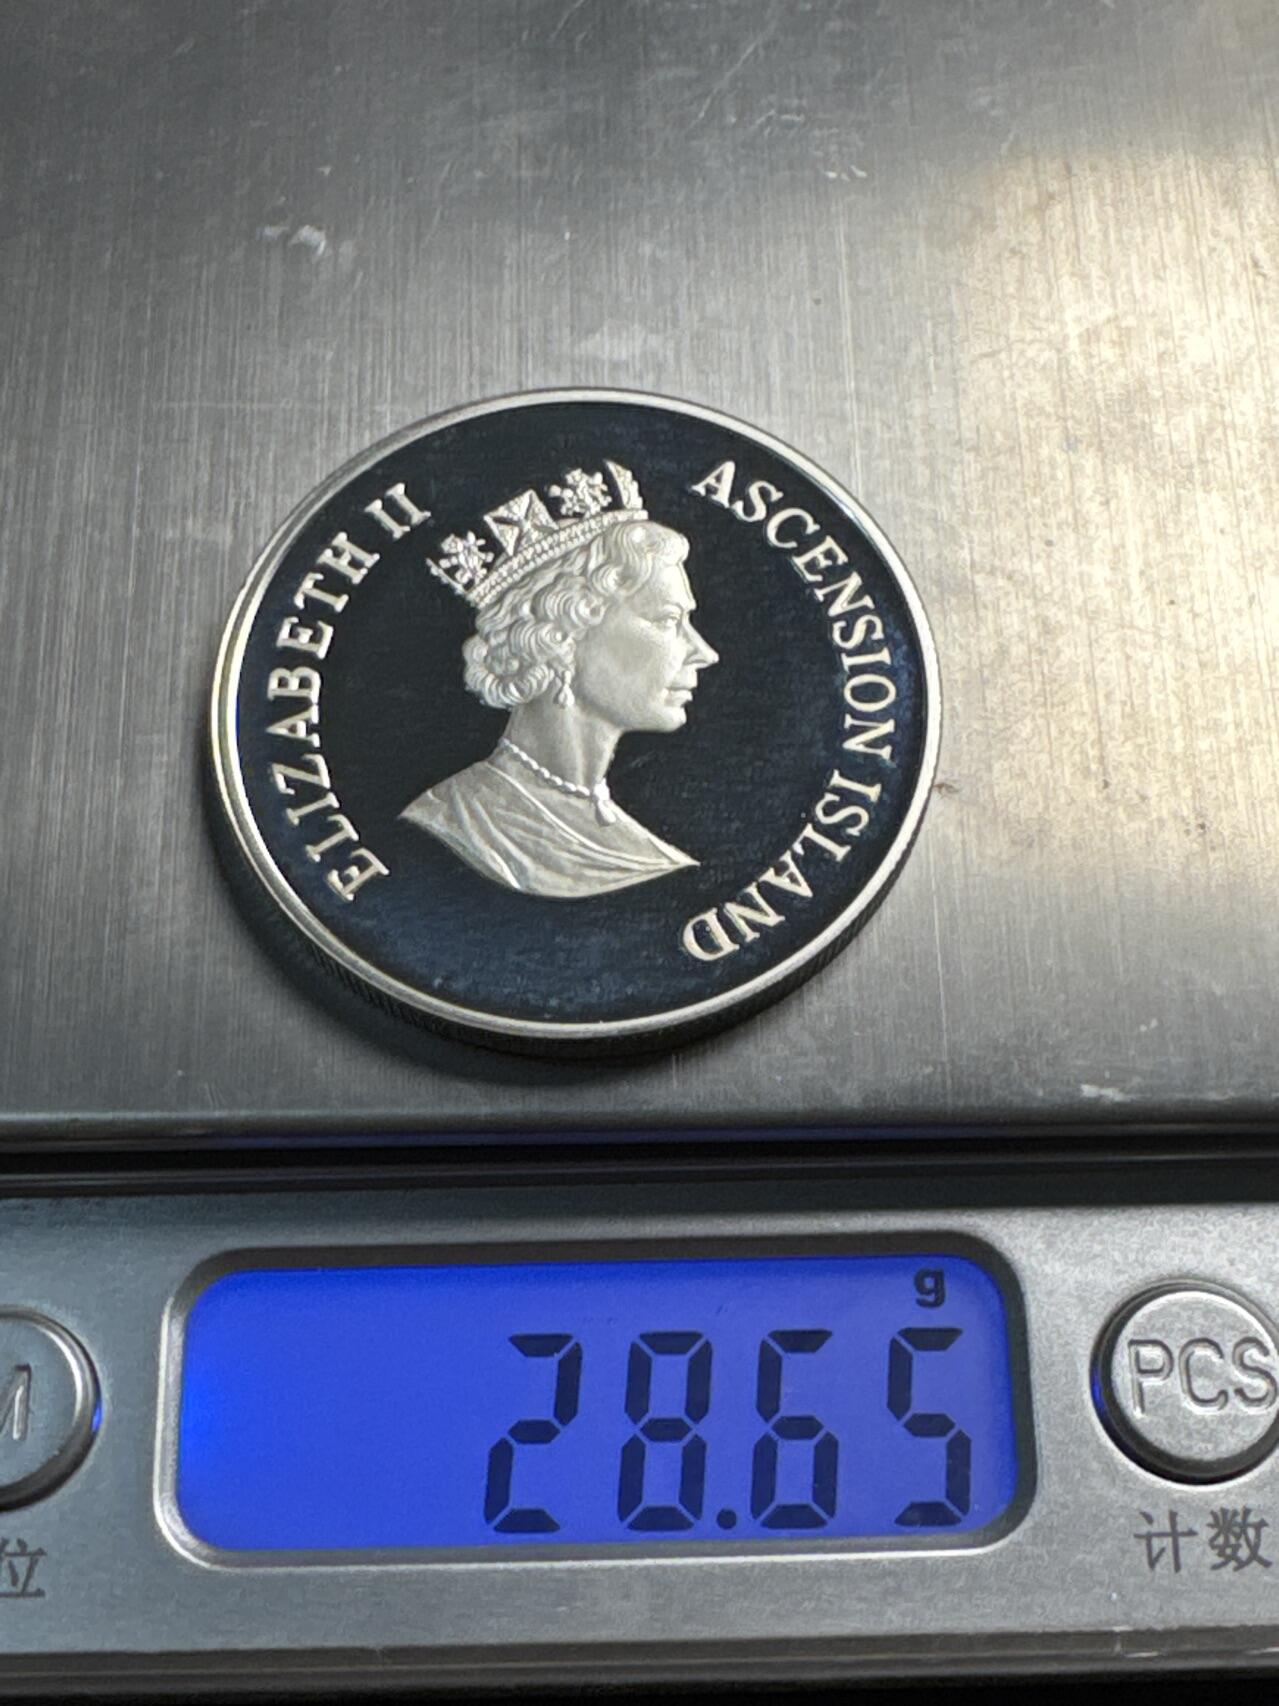 ELIZABETH II
ASCENSION ISLAND
g
28.65
PCS
计数
位